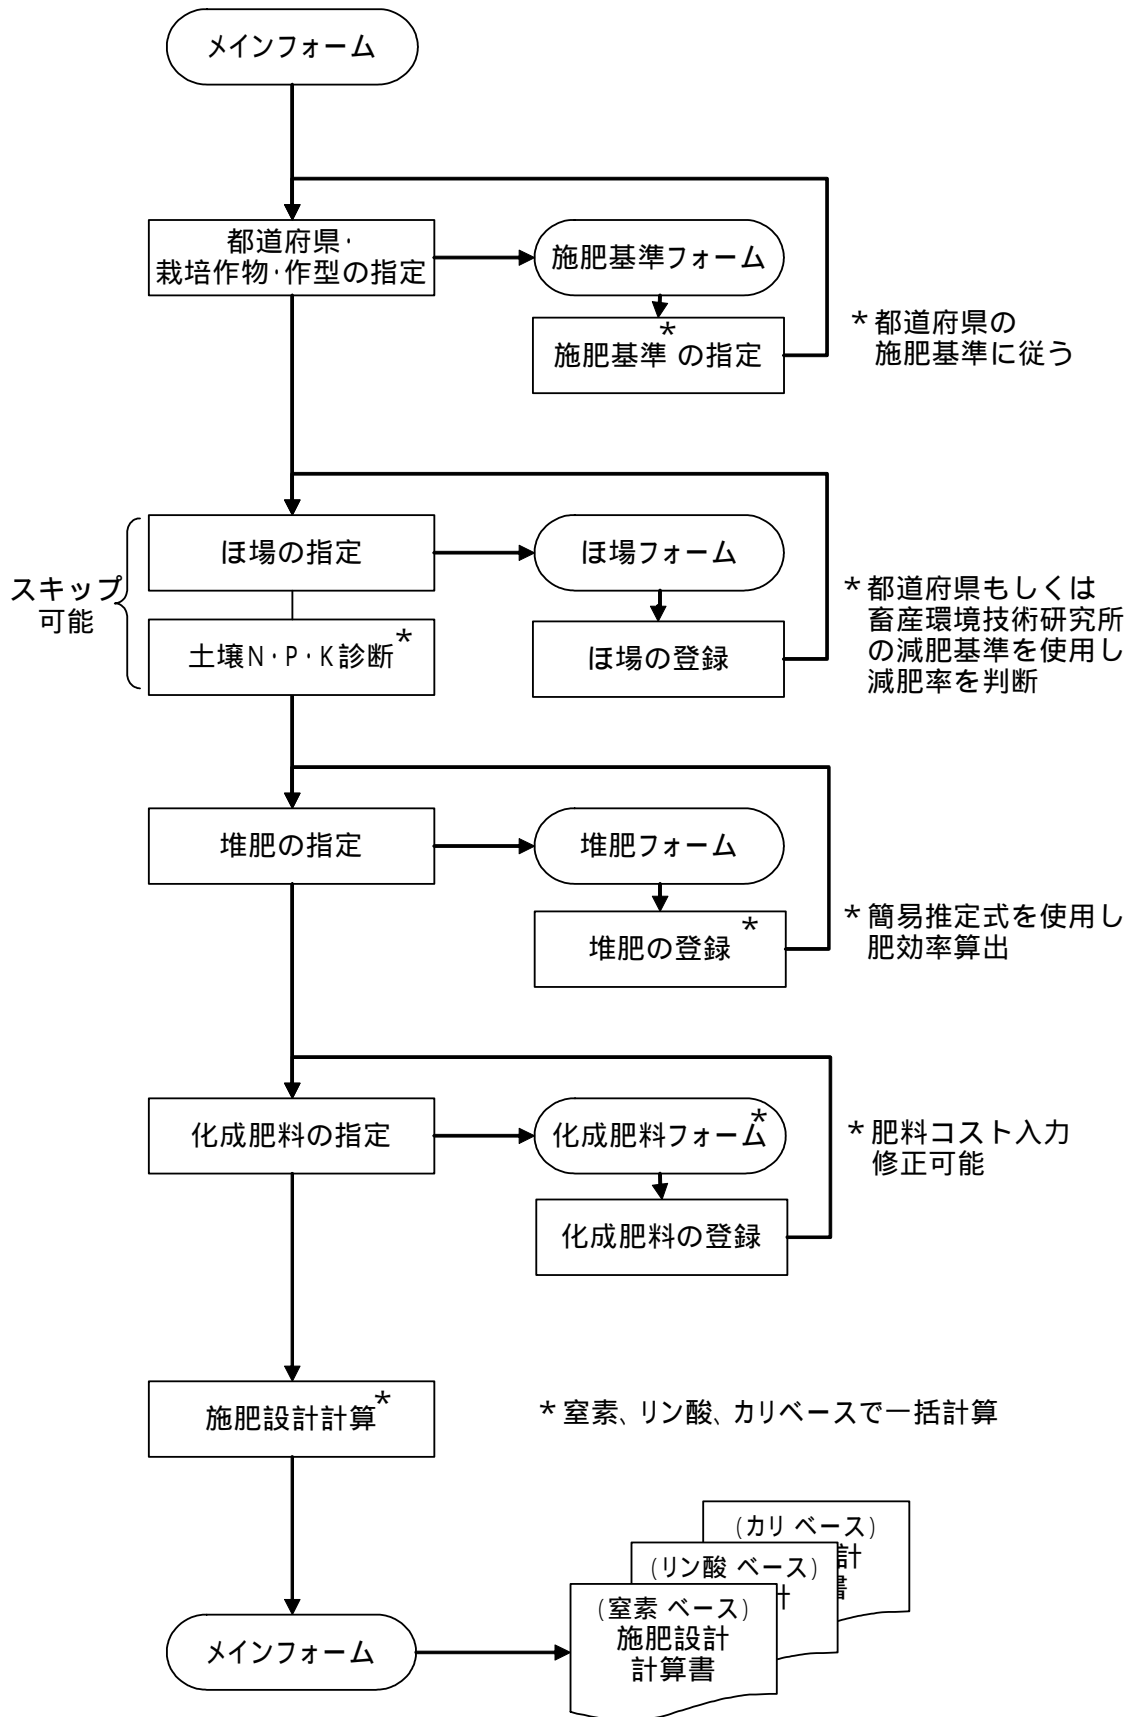 メインフォーム
都道府県・
栽培作物・作型の指定
施肥基準フォーム
施肥基準*の指定
*都道府県の
施肥基準に従う
スキップ
可能
ほ場の指定
ほ場フォーム
土壌N・P・K診断*
ほ場の登録
*都道府県もしくは
畜産環境技術研究所
の減肥基準を使用し
減肥率を判断
堆肥の指定
堆肥フォーム
堆肥の登録*
*簡易推定式を使用し
肥効率算出
化成肥料の指定
化成肥料フォーム*
化成肥料の登録
*肥料コスト入力
修正可能
施肥設計計算*
*窒素、リン酸、カリベースで一括計算
(カリ ベース)
計
書
(リン酸 ベース)
計
(窒素 ベース)
施肥設計
計算書
メインフォーム